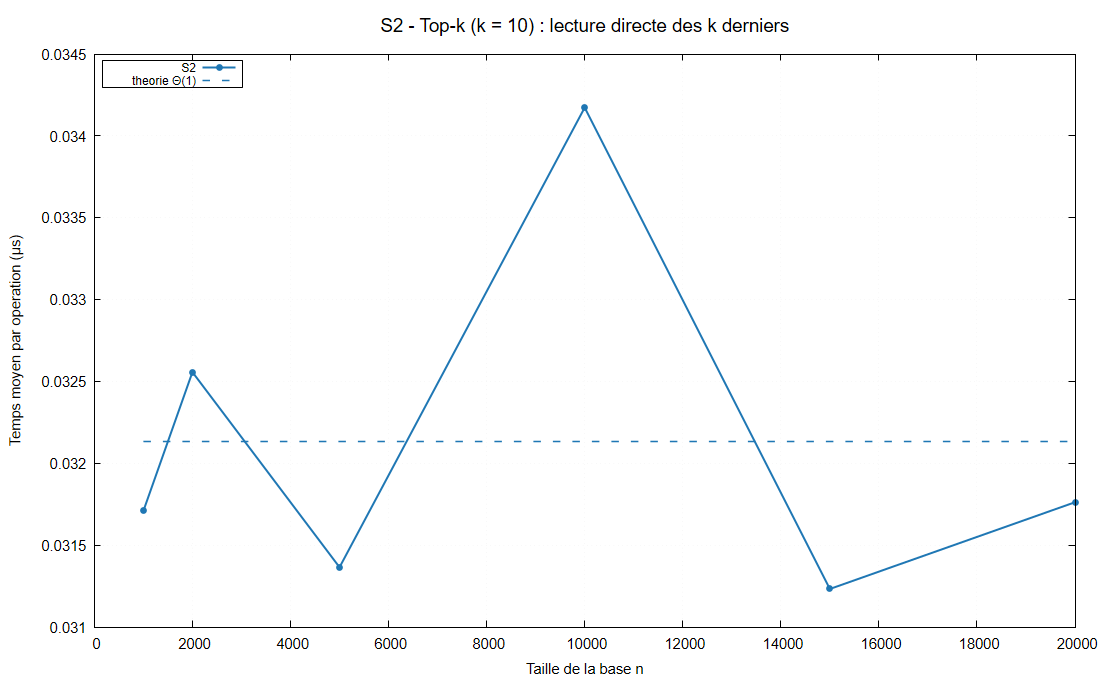 S2 - Top-k (k = 10) : lecture directe des k derniers
S2
theorie Θ(1)
0.0345
0.034
0.0335
0.033
0.0325
0.032
0.0315
0.031
Temps moyen par operation (µs)
0 2000 4000 6000 8000 10000 12000 14000 16000 18000 20000
Taille de la base n